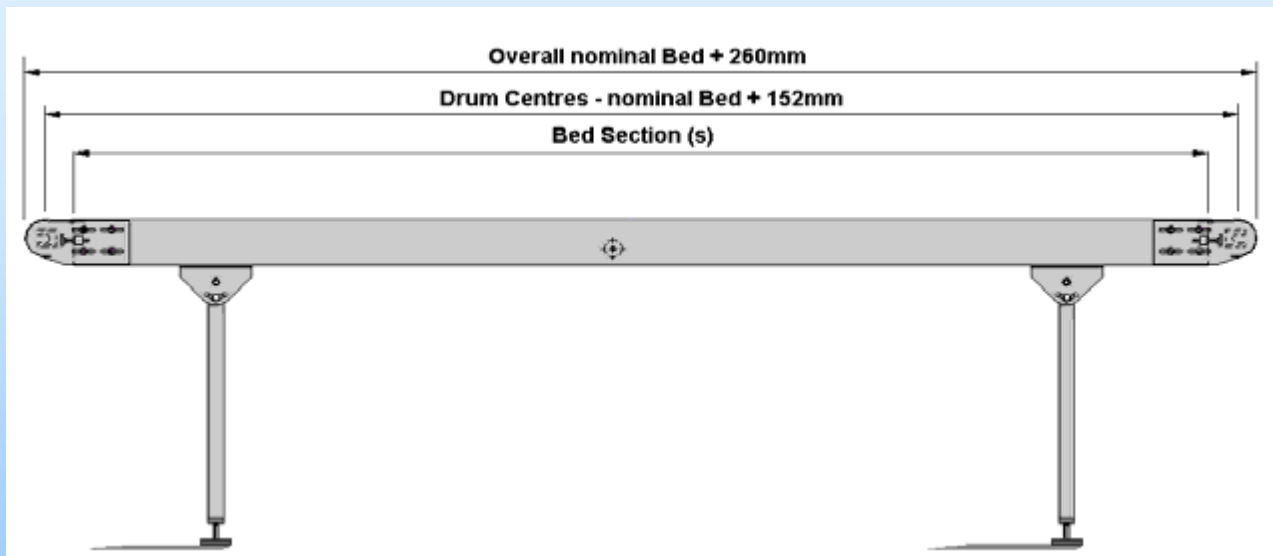 Overall nominal Bed + 260mm
Drum Centres - nominal Bed + 152mm
Bed Section (s)